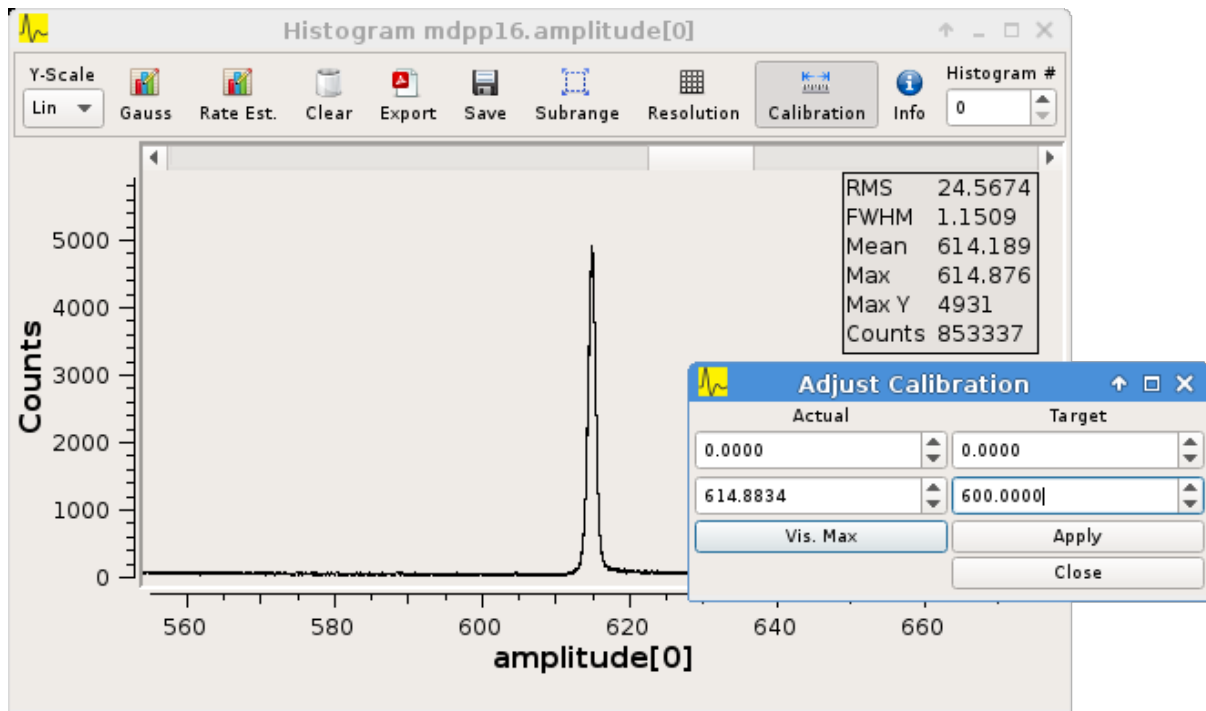 Histogram mdpp16.amplitude[0]
Y-Scale
Lin
Gauss
Rate Est.
Clear
Export
Save
Subrange
Resolution
Calibration
Info
Histogram #
0
RMS 24.5674
FWHM 1.1509
Mean 614.189
Max 614.876
Max Y 4931
Counts 853337
5000
4000
3000
2000
1000
0
Counts
560 580 600 620 640 660
amplitude[0]
Adjust Calibration
Actual Target
0.0000 0.0000
614.8834 600.0000
Vis. Max Apply
Close